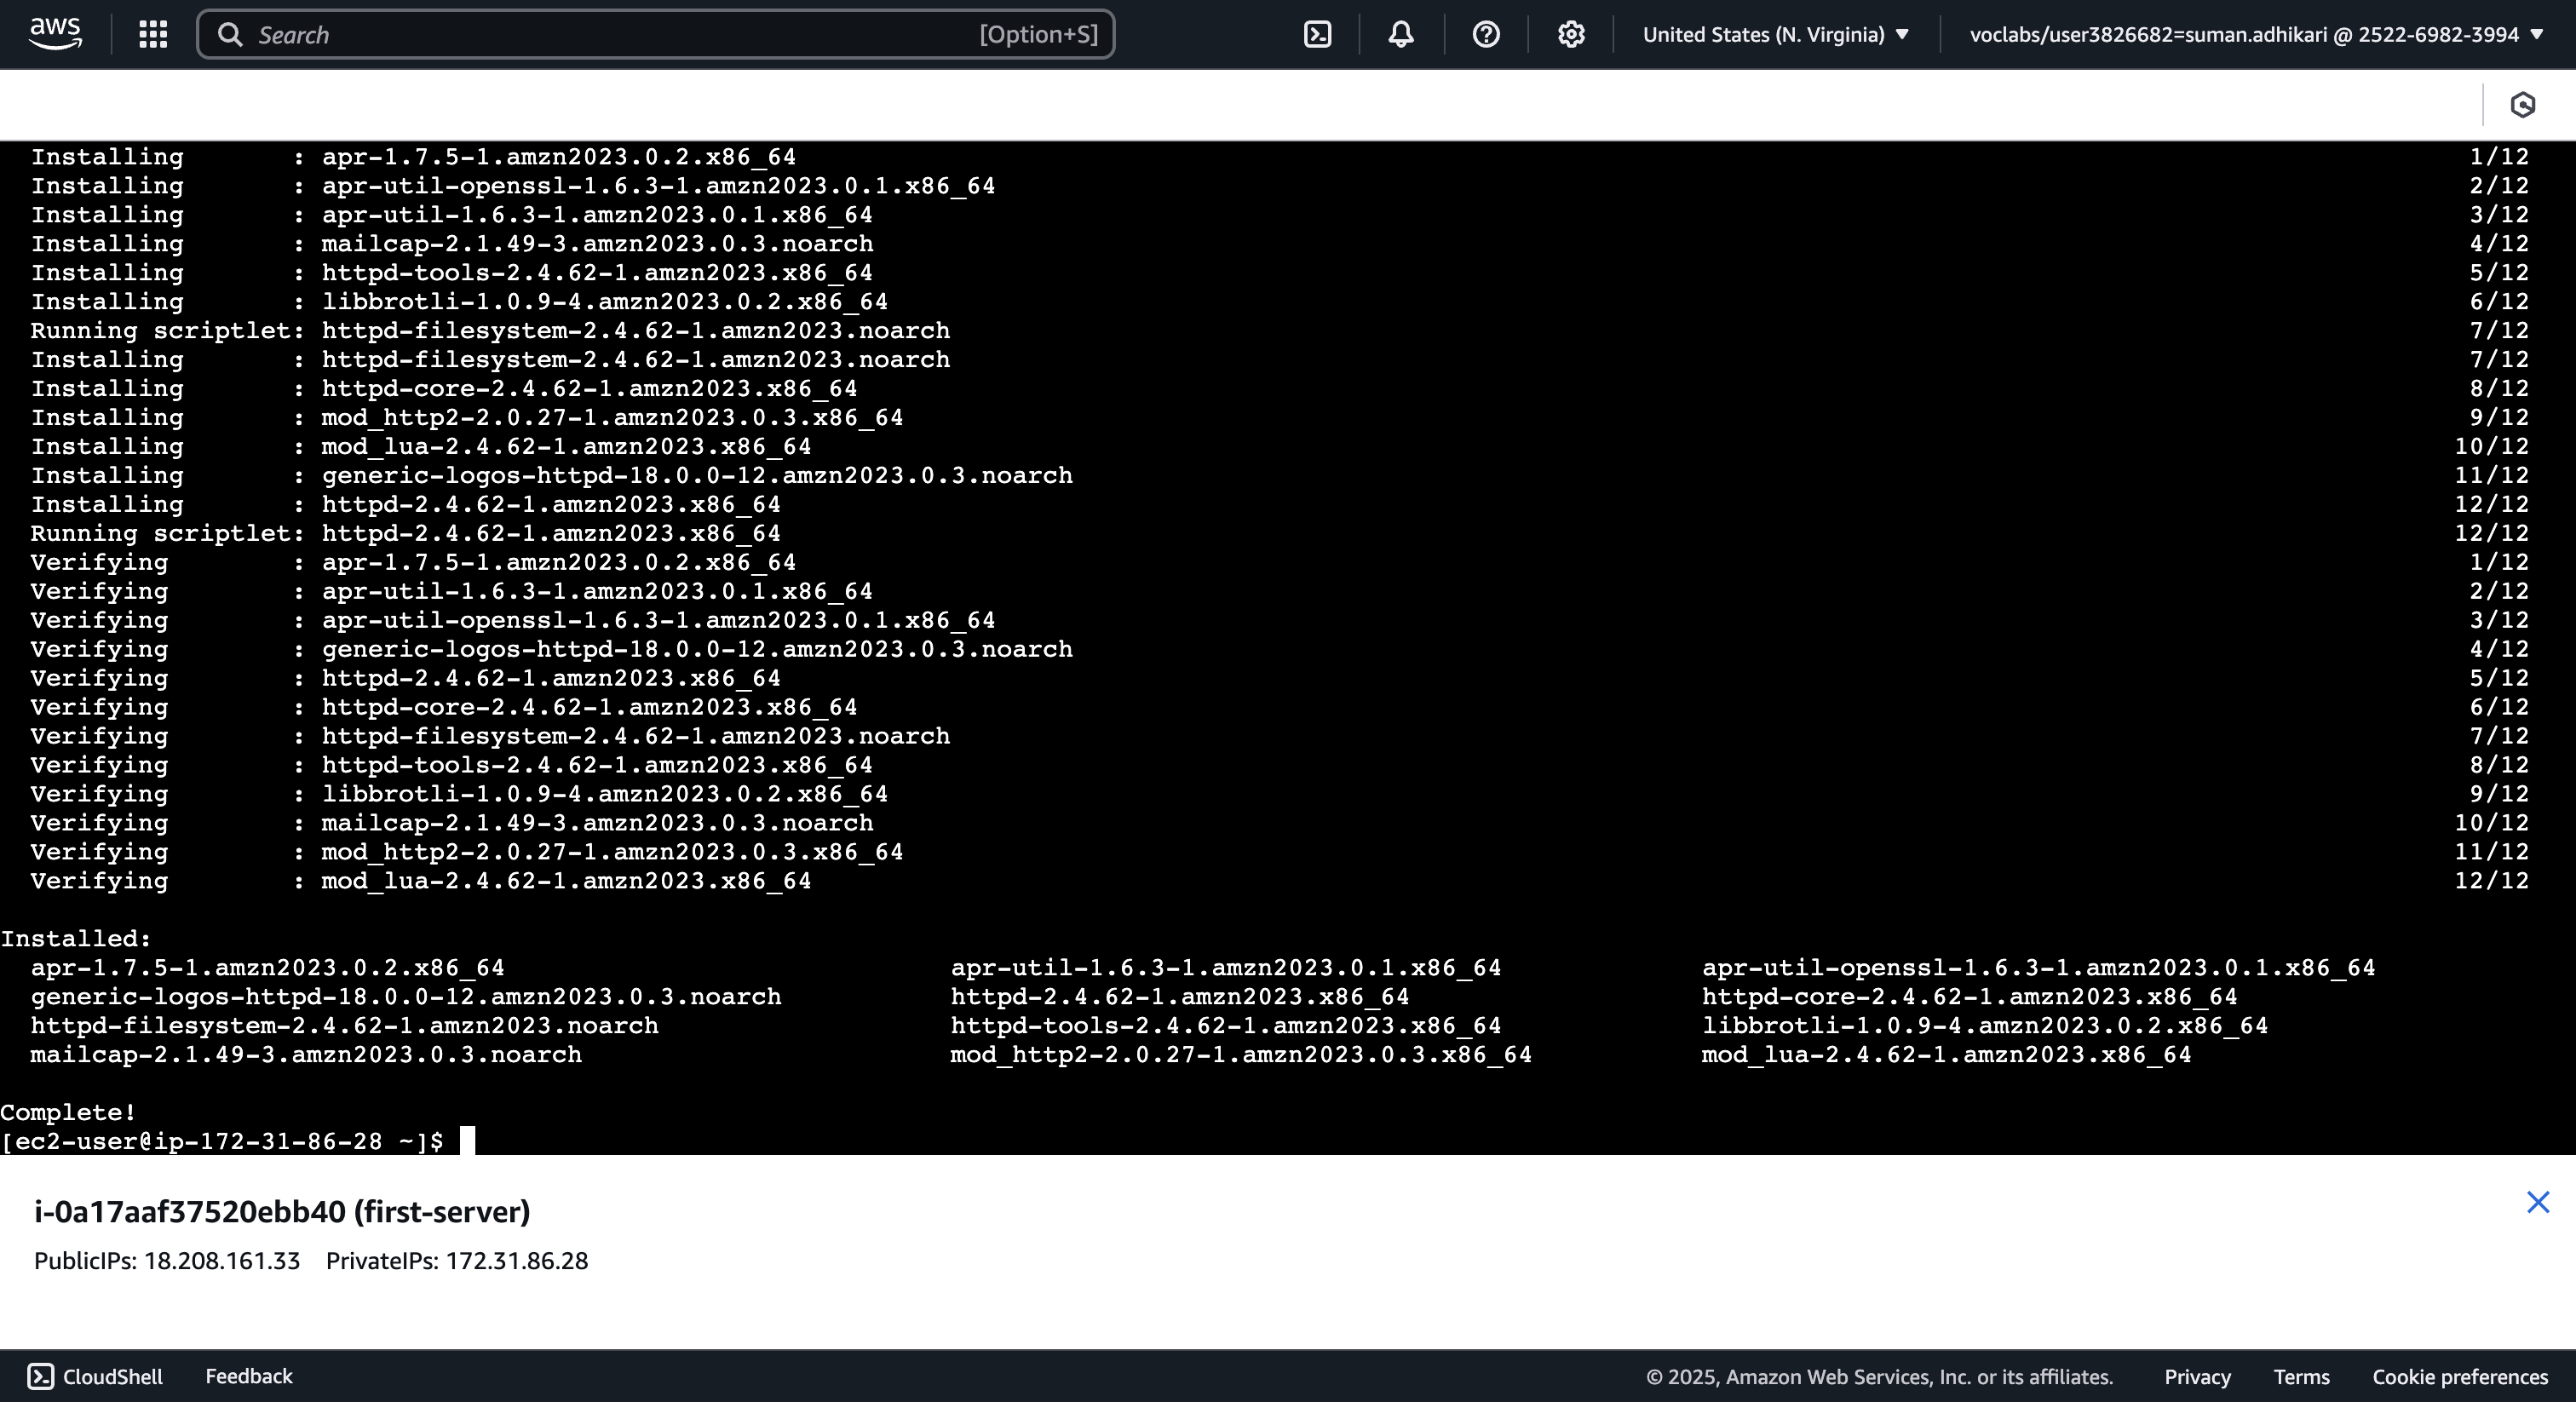 aws
Search [Option+S] United States (N. Virginia) voclabs/user3826682=suman.adhikari @ 2522-6982-3994
Installing : apr-1.7.5-1.amzn2023.0.2.x86_64 1/12
Installing : apr-util-openssl-1.6.3-1.amzn2023.0.1.x86_64 2/12
Installing : apr-util-1.6.3-1.amzn2023.0.1.x86_64 3/12
Installing : mailcap-2.1.49-3.amzn2023.0.3.noarch 4/12
Installing : httpd-tools-2.4.62-1.amzn2023.x86_64 5/12
Installing : libbrotli-1.0.9-4.amzn2023.0.2.x86_64 6/12
Running scriptlet: httpd-filesystem-2.4.62-1.amzn2023.noarch 7/12
Installing : httpd-filesystem-2.4.62-1.amzn2023.noarch 7/12
Installing : httpd-core-2.4.62-1.amzn2023.x86_64 8/12
Installing : mod_http2-2.0.27-1.amzn2023.0.3.x86_64 9/12
Installing : mod_lua-2.4.62-1.amzn2023.x86_64 10/12
Installing : generic-logos-httpd-18.0.0-12.amzn2023.0.3.noarch 11/12
Installing : httpd-2.4.62-1.amzn2023.x86_64 12/12
Running scriptlet: httpd-2.4.62-1.amzn2023.x86_64 12/12
Verifying : apr-1.7.5-1.amzn2023.0.2.x86_64 1/12
Verifying : apr-util-1.6.3-1.amzn2023.0.1.x86_64 2/12
Verifying : apr-util-openssl-1.6.3-1.amzn2023.0.1.x86_64 3/12
Verifying : generic-logos-httpd-18.0.0-12.amzn2023.0.3.noarch 4/12
Verifying : httpd-2.4.62-1.amzn2023.x86_64 5/12
Verifying : httpd-core-2.4.62-1.amzn2023.x86_64 6/12
Verifying : httpd-filesystem-2.4.62-1.amzn2023.noarch 7/12
Verifying : httpd-tools-2.4.62-1.amzn2023.x86_64 8/12
Verifying : libbrotli-1.0.9-4.amzn2023.0.2.x86_64 9/12
Verifying : mailcap-2.1.49-3.amzn2023.0.3.noarch 10/12
Verifying : mod_http2-2.0.27-1.amzn2023.0.3.x86_64 11/12
Verifying : mod_lua-2.4.62-1.amzn2023.x86_64 12/12
Installed:
apr-1.7.5-1.amzn2023.0.2.x86_64 apr-util-1.6.3-1.amzn2023.0.1.x86_64 apr-util-openssl-1.6.3-1.amzn2023.0.1.x86_64
generic-logos-httpd-18.0.0-12.amzn2023.0.3.noarch httpd-2.4.62-1.amzn2023.x86_64 httpd-core-2.4.62-1.amzn2023.x86_64
httpd-filesystem-2.4.62-1.amzn2023.noarch httpd-tools-2.4.62-1.amzn2023.x86_64 libbrotli-1.0.9-4.amzn2023.0.2.x86_64
mailcap-2.1.49-3.amzn2023.0.3.noarch mod_http2-2.0.27-1.amzn2023.0.3.x86_64 mod_lua-2.4.62-1.amzn2023.x86_64
Complete!
[ec2-user@ip-172-31-86-28 ~]$
i-0a17aaf37520ebb40 (first-server)
PublicIPs: 18.208.161.33 PrivateIPs: 172.31.86.28
CloudShell Feedback © 2025, Amazon Web Services, Inc. or its affiliates. Privacy Terms Cookie preferences